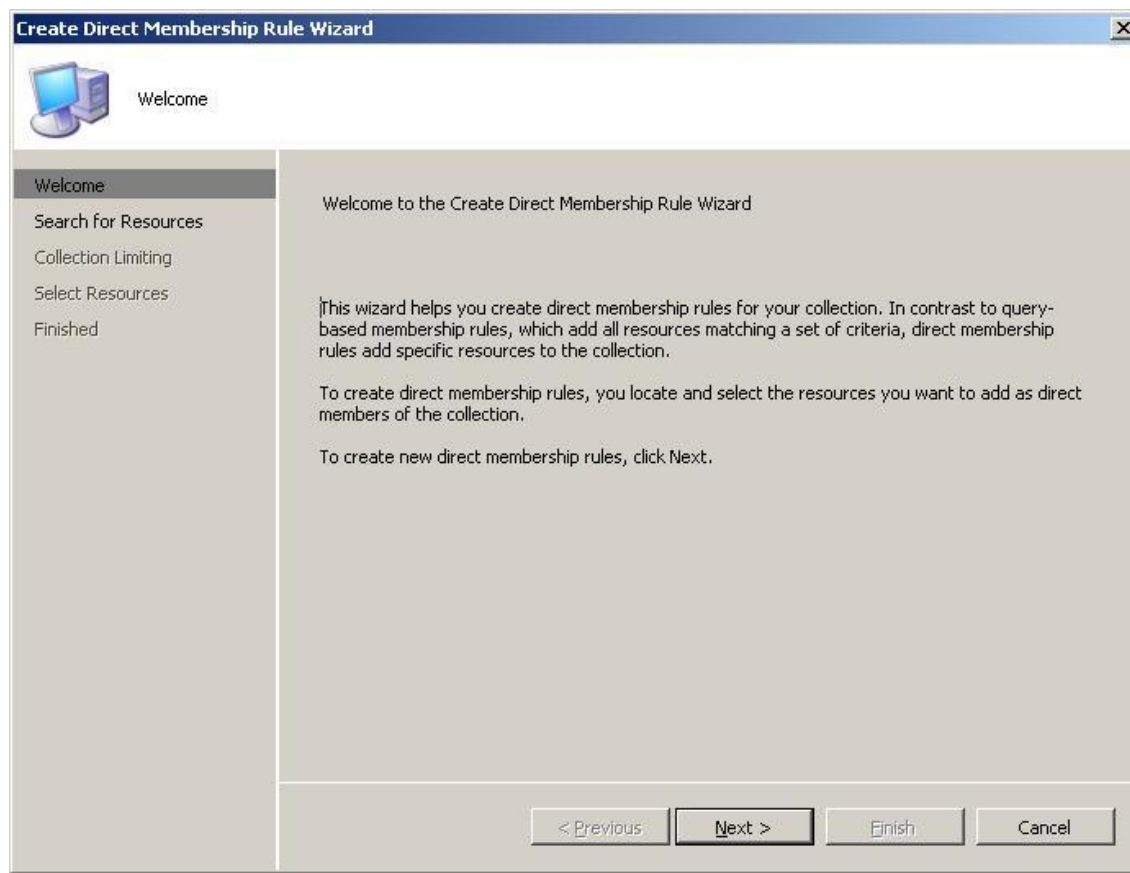 Create Direct Membership Rule Wizard
Welcome
Welcome
Search for Resources
Collection Limiting
Select Resources
Finished
Welcome to the Create Direct Membership Rule Wizard
This wizard helps you create direct membership rules for your collection. In contrast to query-
based membership rules, which add all resources matching a set of criteria, direct membership
rules add specific resources to the collection.
To create direct membership rules, you locate and select the resources you want to add as direct
members of the collection.
To create new direct membership rules, click Next.
< Previous
Next >
Finish
Cancel